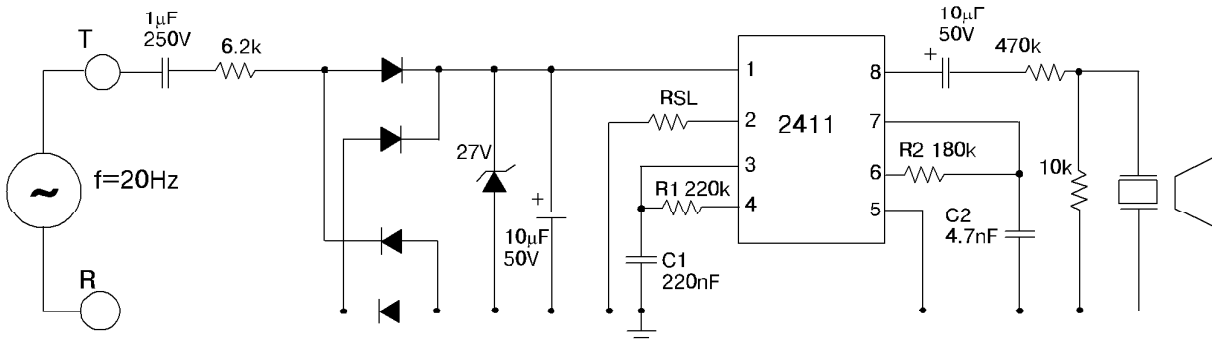 T
1μF
250V
6.2k
f=20Hz
R
27V
+
10μF
50V
RSL
R1 220k
C1
220nF
1
2
3
4
2411
8
7
6
5
+
10μF
50V
470k
R2 180k
C2
4.7nF
10k